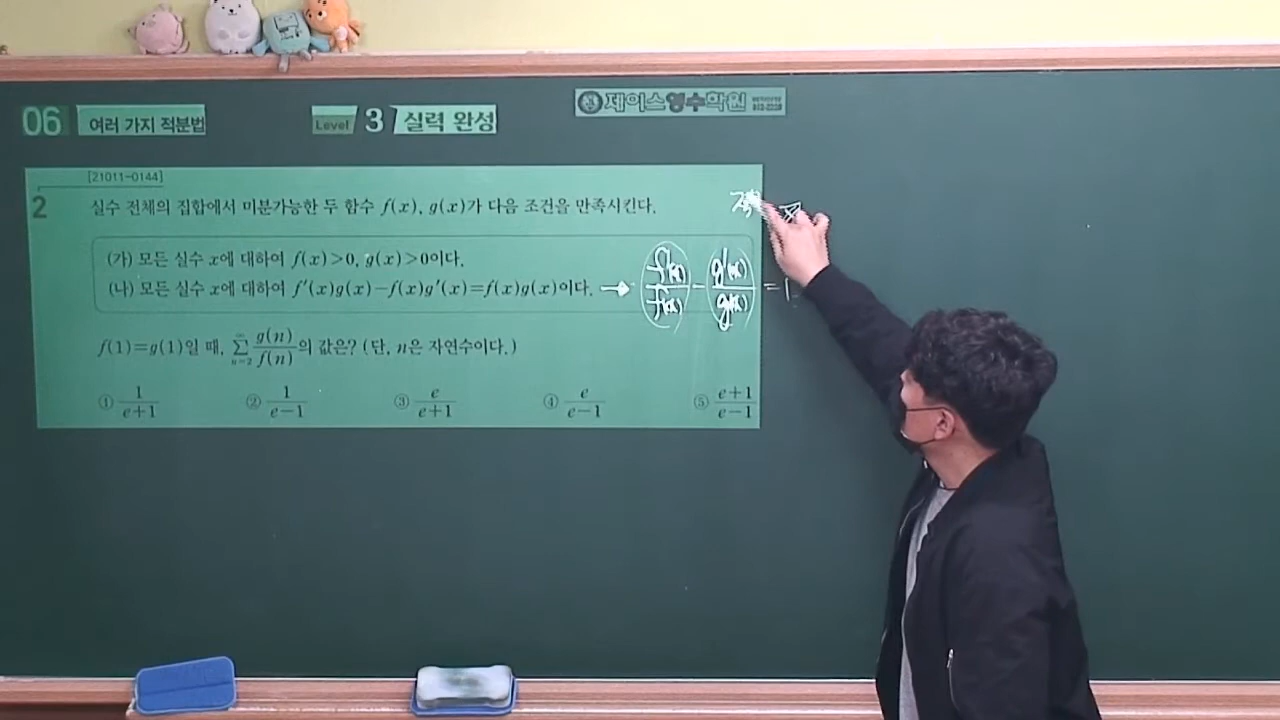 06 여러 가지 적분법
Level 3 실력 완성
제이스영수학원
[21011-0144]
2 실수 전체의 집합에서 미분가능한 두 함수 f(x), g(x)가 다음 조건을 만족시킨다.
(가) 모든 실수 x에 대하여 f(x)>0, g(x)>0이다.
(나) 모든 실수 x에 대하여 f′(x)g(x)−f(x)g′(x)=f(x)g(x)이다. → f'(x)/f(x) − g'(x)/g(x) = 1
f(1)=g(1)일 때, ∑_{n=2}^{∞} g(n)/f(n)의 값은? (단, n은 자연수이다.)
① 1/(e+1) ② 1/(e−1) ③ e/(e+1) ④ e/(e−1) ⑤ (e+1)/(e−1)